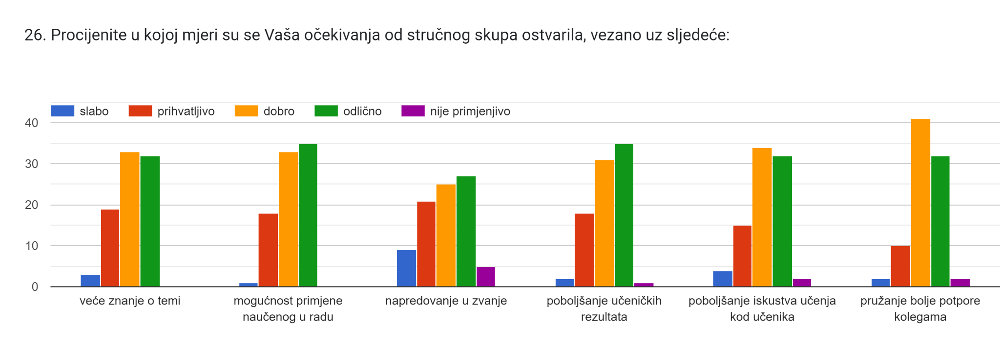 26. Procijenite u kojoj mjeri su se Vaša očekivanja od stručnog skupa ostvarila, vezano uz sljedeće:
slabo prihvatljivo dobro odlično nije primjenjivo
40
30
20
10
0
veće znanje o temi
mogućnost primjene
naučenog u radu
napredovanje u zvanje
poboljšanje učeničkih
rezultata
poboljšanje iskustva učenja
kod učenika
pružanje bolje potpore
kolegama